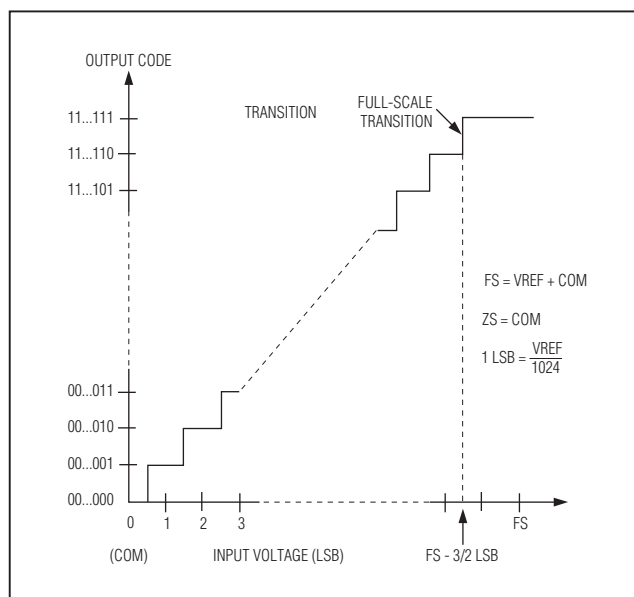 OUTPUT CODE
TRANSITION
FULL-SCALE
TRANSITION
11...111
11...110
11...101
FS = VREF + COM
ZS = COM
1 LSB = VREF
1024
00...011
00...010
00...001
00...000
0 1 2 3 FS
(COM) INPUT VOLTAGE (LSB) FS - 3/2 LSB